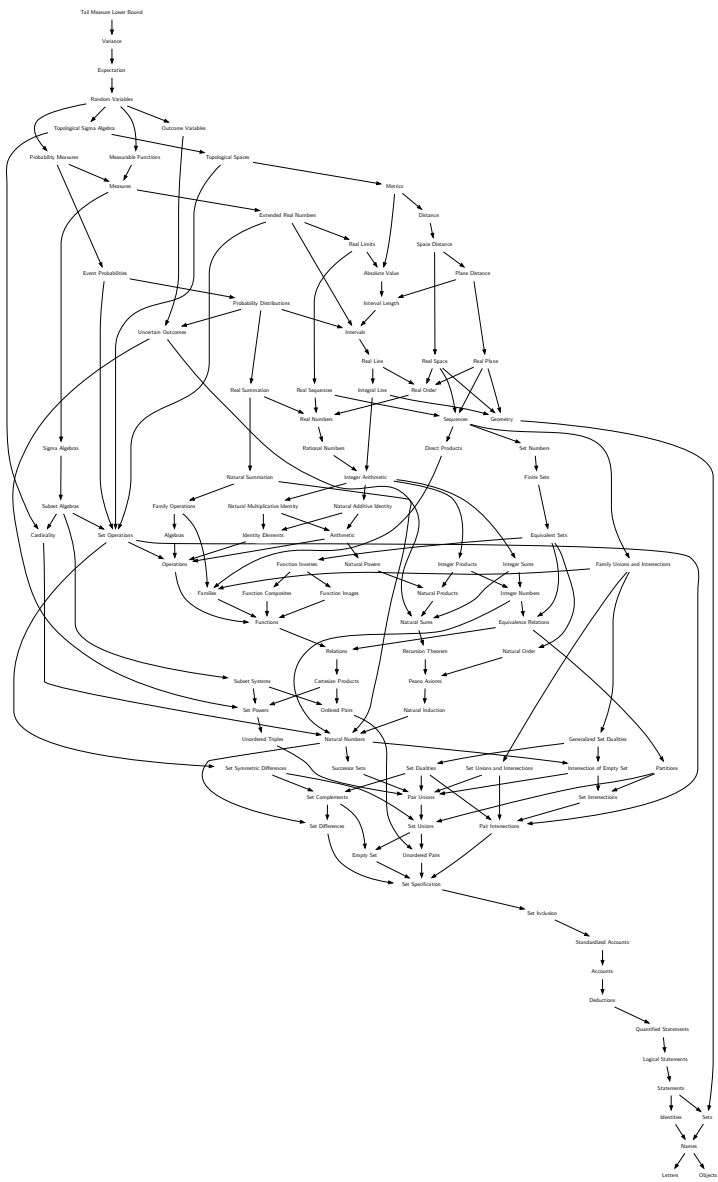 Tail Measure Lower Bound
Variance
Expectation
Random Variables
Topological Sigma Algebra
Outcome Variables
Probability Measures
Measurable Functions
Topological Spaces
Measures
Metrics
Extended Real Numbers
Distance
Real Limits
Space Distance
Event Probabilities
Absolute Value
Plane Distance
Probability Distributions
Interval Length
Uncertain Outcomes
Intervals
Real Line
Real Space
Real Plane
Real Summation
Real Sequences
Integral Line
Real Order
Real Numbers
Sequences
Geometry
Sigma Algebras
Rational Numbers
Direct Products
Set Numbers
Natural Summation
Integer Arithmetic
Finite Sets
Subset Algebras
Family Operations
Natural Multiplicative Identity
Natural Additive Identity
Cardinality
Set Operations
Algebras
Identity Elements
Arithmetic
Equivalent Sets
Operations
Function Inverses
Natural Powers
Integer Products
Integer Sums
Family Unions and Intersections
Families
Function Composites
Function Images
Natural Products
Integer Numbers
Functions
Natural Sums
Equivalence Relations
Relations
Recursion Theorem
Natural Order
Subset Systems
Cartesian Products
Peano Axioms
Set Powers
Ordered Pairs
Natural Induction
Unordered Triples
Natural Numbers
Generalized Set Dualities
Set Symmetric Differences
Successor Sets
Set Dualities
Set Unions and Intersections
Intersection of Empty Set
Partitions
Set Complements
Pair Unions
Set Intersections
Set Differences
Set Unions
Pair Intersections
Empty Set
Unordered Pairs
Set Specification
Set Inclusion
Standardized Accounts
Accounts
Deductions
Quantified Statements
Logical Statements
Statements
Identities
Sets
Names
Letters
Objects